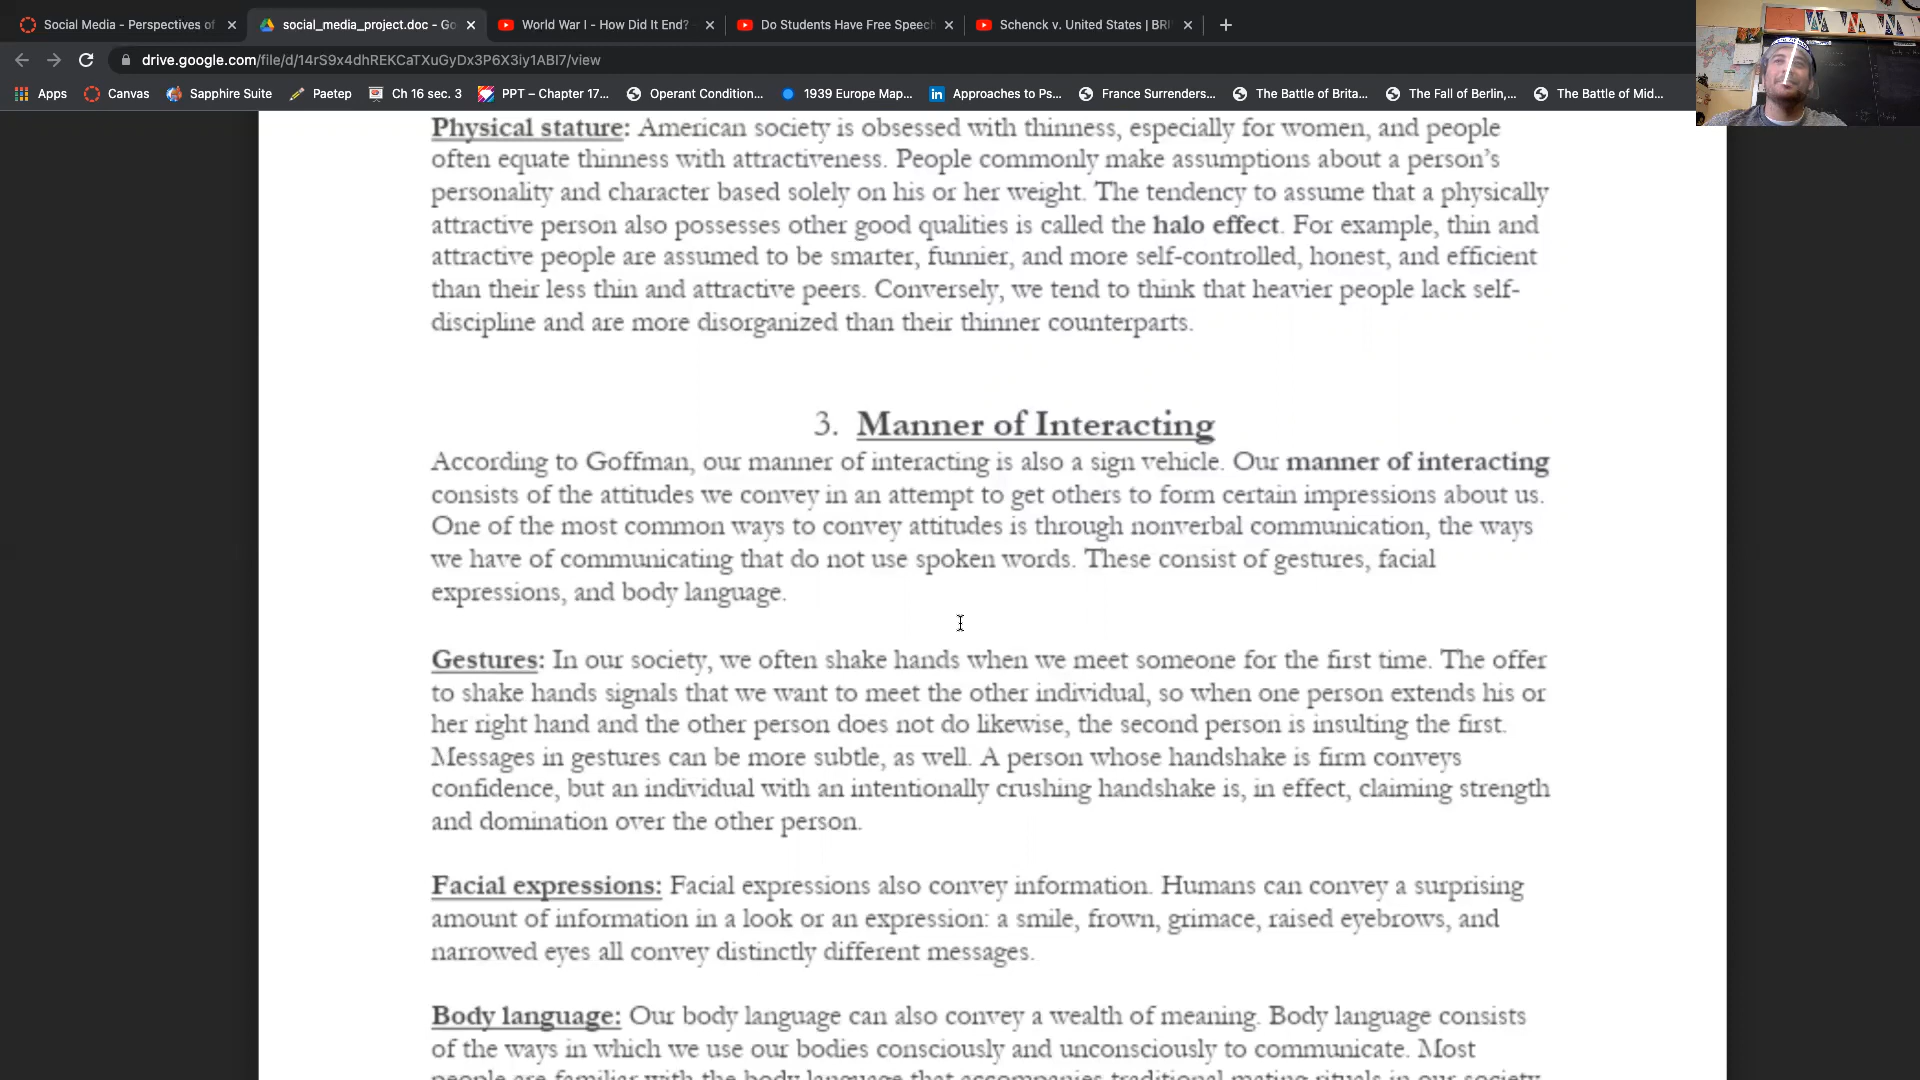 Social Media - Perspectives of
social_media_project.doc - Go
World War I - How Did It End?
Do Students Have Free Speech
Schenck v. United States | BRI
drive.google.com/file/d/14rS9x4dhREKCaTXuGyDx3P6X3iy1ABI7/view
Apps Canvas Sapphire Suite Paetep Ch 16 sec. 3 PPT – Chapter 17... Operant Condition... 1939 Europe Map... Approaches to Ps... France Surrenders... The Battle of Brita... The Fall of Berlin,... The Battle of Mid...
Physical stature: American society is obsessed with thinness, especially for women, and people
often equate thinness with attractiveness. People commonly make assumptions about a person's
personality and character based solely on his or her weight. The tendency to assume that a physically
attractive person also possesses other good qualities is called the halo effect. For example, thin and
attractive people are assumed to be smarter, funnier, and more self-controlled, honest, and efficient
than their less thin and attractive peers. Conversely, we tend to think that heavier people lack self-
discipline and are more disorganized than their thinner counterparts.
3. Manner of Interacting
According to Goffman, our manner of interacting is also a sign vehicle. Our manner of interacting
consists of the attitudes we convey in an attempt to get others to form certain impressions about us.
One of the most common ways to convey attitudes is through nonverbal communication, the ways
we have of communicating that do not use spoken words. These consist of gestures, facial
expressions, and body language.
Gestures: In our society, we often shake hands when we meet someone for the first time. The offer
to shake hands signals that we want to meet the other individual, so when one person extends his or
her right hand and the other person does not do likewise, the second person is insulting the first.
Messages in gestures can be more subtle, as well. A person whose handshake is firm conveys
confidence, but an individual with an intentionally crushing handshake is, in effect, claiming strength
and domination over the other person.
Facial expressions: Facial expressions also convey information. Humans can convey a surprising
amount of information in a look or an expression: a smile, frown, grimace, raised eyebrows, and
narrowed eyes all convey distinctly different messages.
Body language: Our body language can also convey a wealth of meaning. Body language consists
of the ways in which we use our bodies consciously and unconsciously to communicate. Most
people are familiar with the body language that accompanies traditional mating rituals in our society